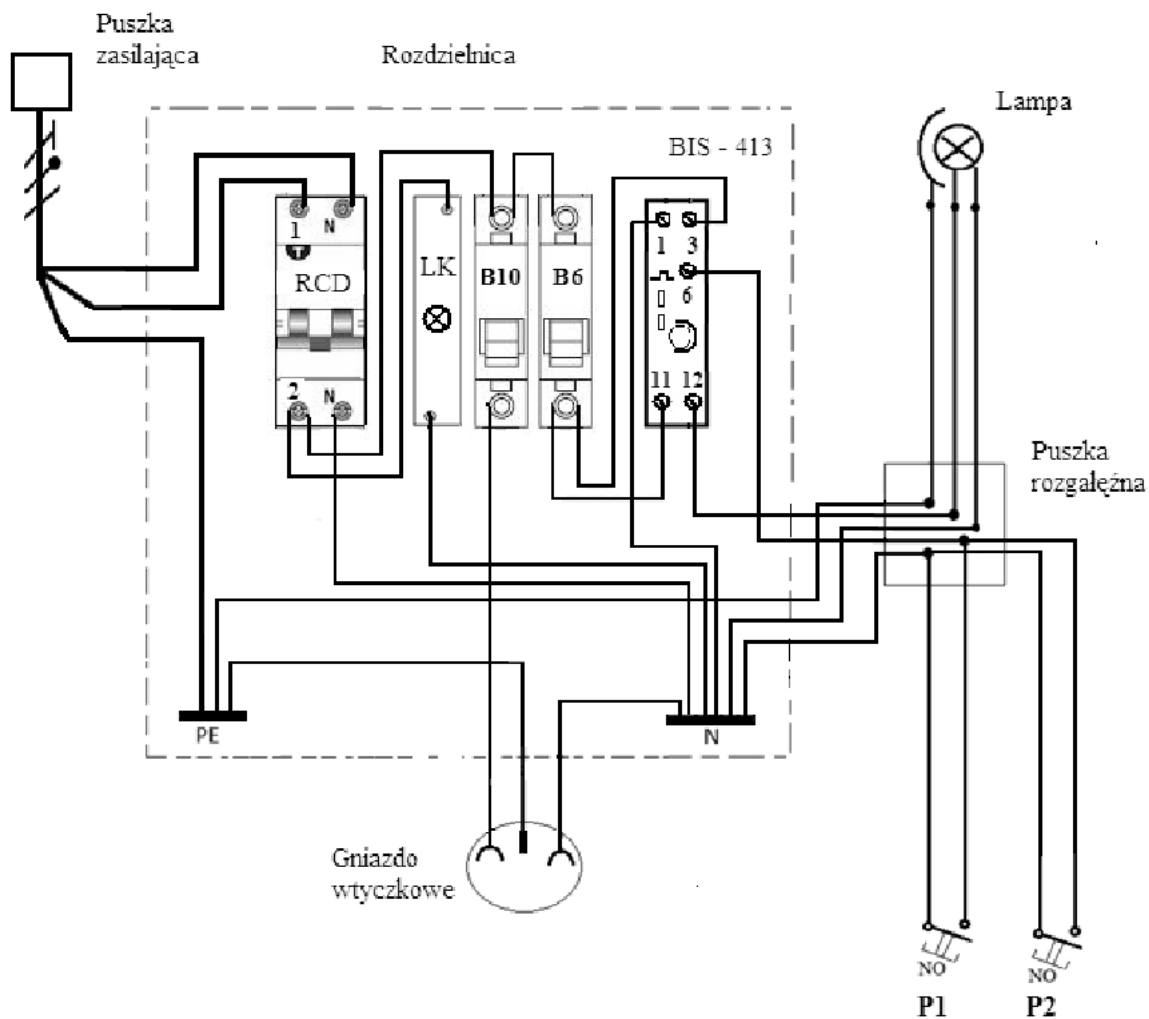 Puszka
zasilająca
Rozdzielnica
Lampa
BIS - 413
1 N
RCD
2 N
LK
B10
B6
1 3
6
11 12
Puszka
rozgałęźna
PE
N
Gniazdo
wtyczkowe
NO
P1
NO
P2